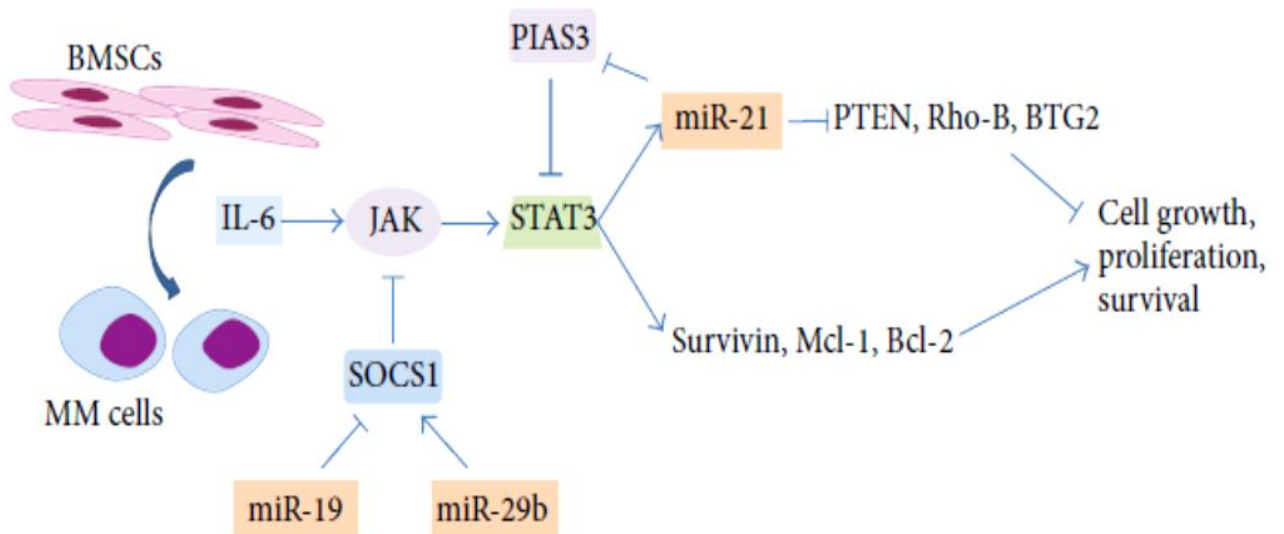 PIAS3
BMSCs
miR-21
PTEN, Rho-B, BTG2
IL-6
JAK
STAT3
Cell growth,
proliferation,
survival
Survivin, Mcl-1, Bcl-2
SOCS1
MM cells
miR-19
miR-29b